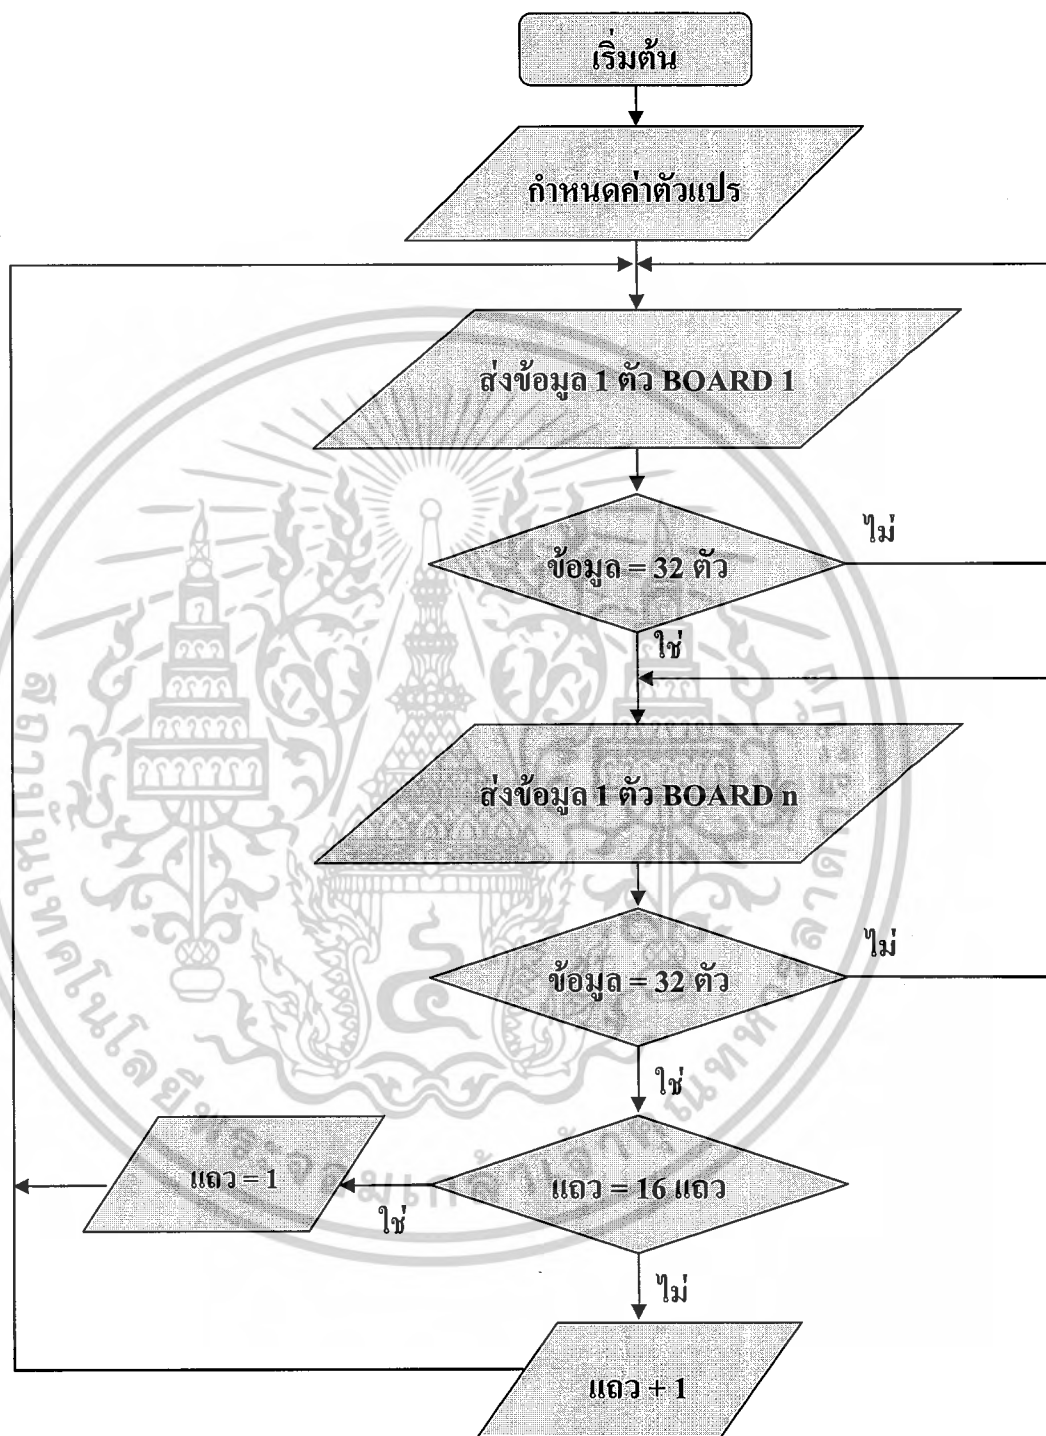 เริ่มต้น
กำหนดค่าตัวแปร
ส่งข้อมูล 1 ตัว BOARD 1
ข้อมูล = 32 ตัว
ไม่
ใช่
ส่งข้อมูล 1 ตัว BOARD n
ข้อมูล = 32 ตัว
ไม่
ใช่
แถว = 16 แถว
ใช่
แถว = 1
ไม่
แถว + 1